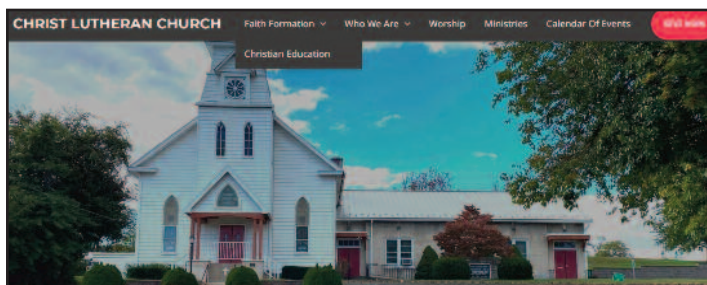 CHRIST LUTHERAN CHURCH Faith Formation Who We Are Worship Ministries Calendar Of Events
Christian Education